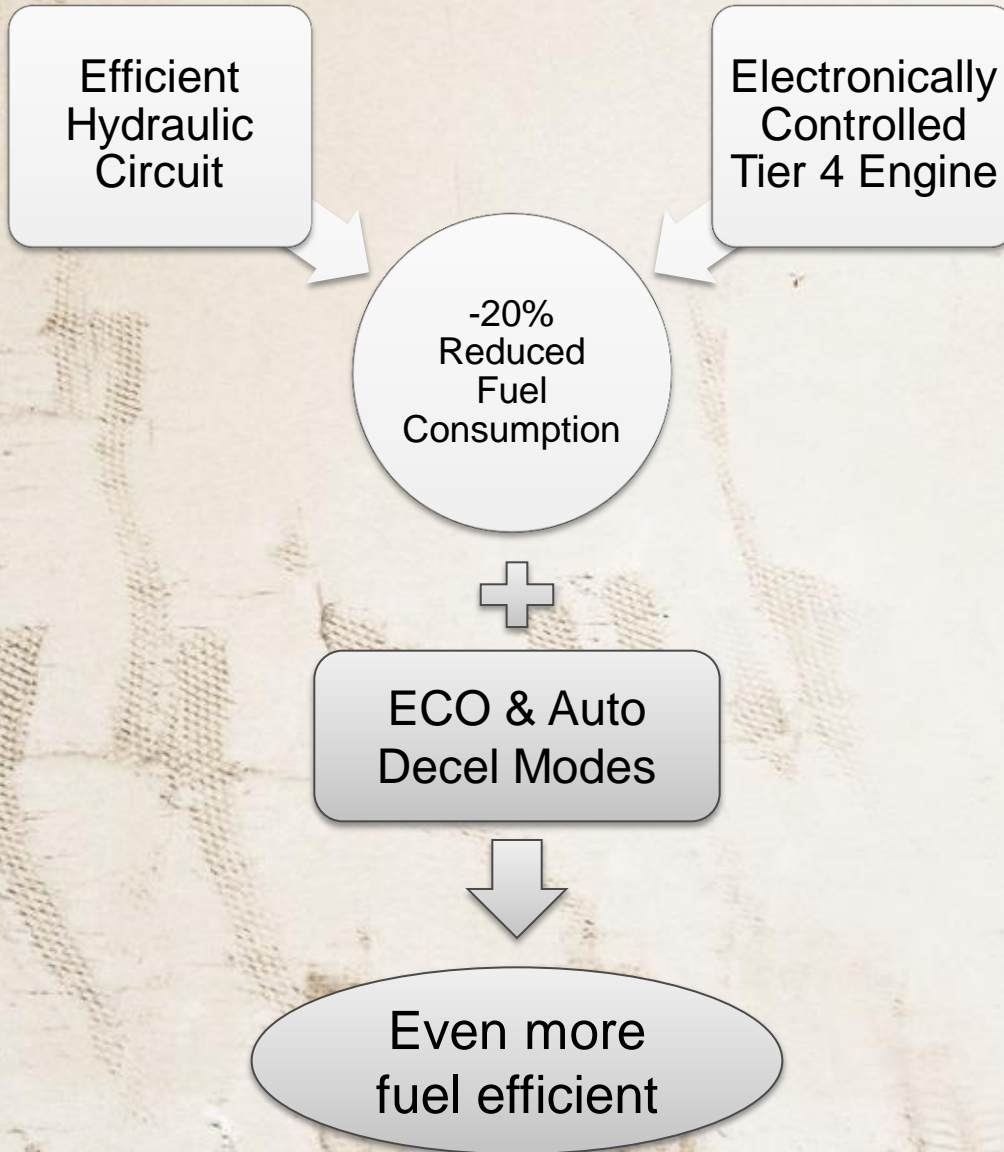 Efficient
Hydraulic
Circuit
Electronically
Controlled
Tier 4 Engine
-20%
Reduced
Fuel
Consumption
ECO & Auto
Decel Modes
Even more
fuel efficient